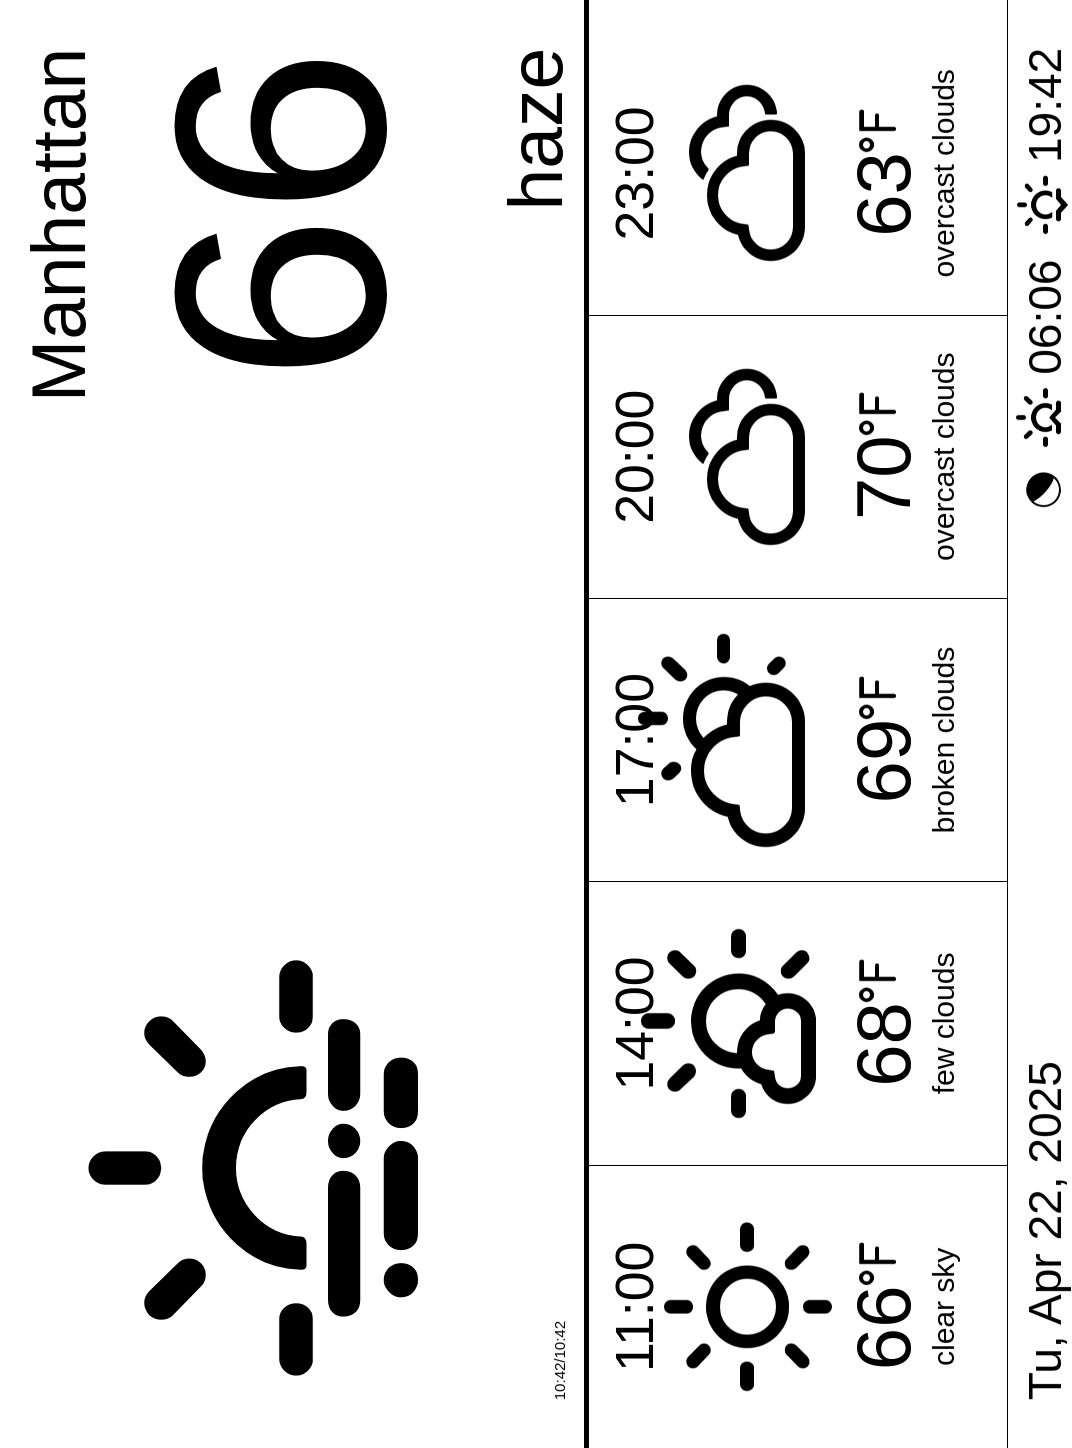 Manhattan
66
haze
10:42/10:42
11:00
66°F
clear sky
14:00
68°F
few clouds
17:00
69°F
broken clouds
20:00
70°F
overcast clouds
23:00
63°F
overcast clouds
Tu, Apr 22, 2025
06:06
19:42